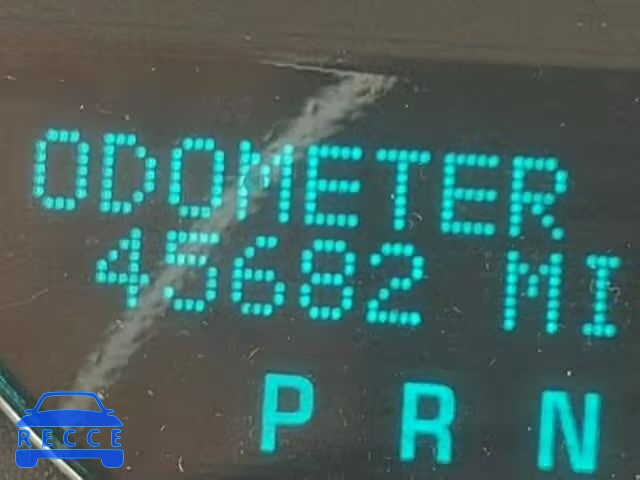 ODOMETER
45682 MI
P R N
RECCE